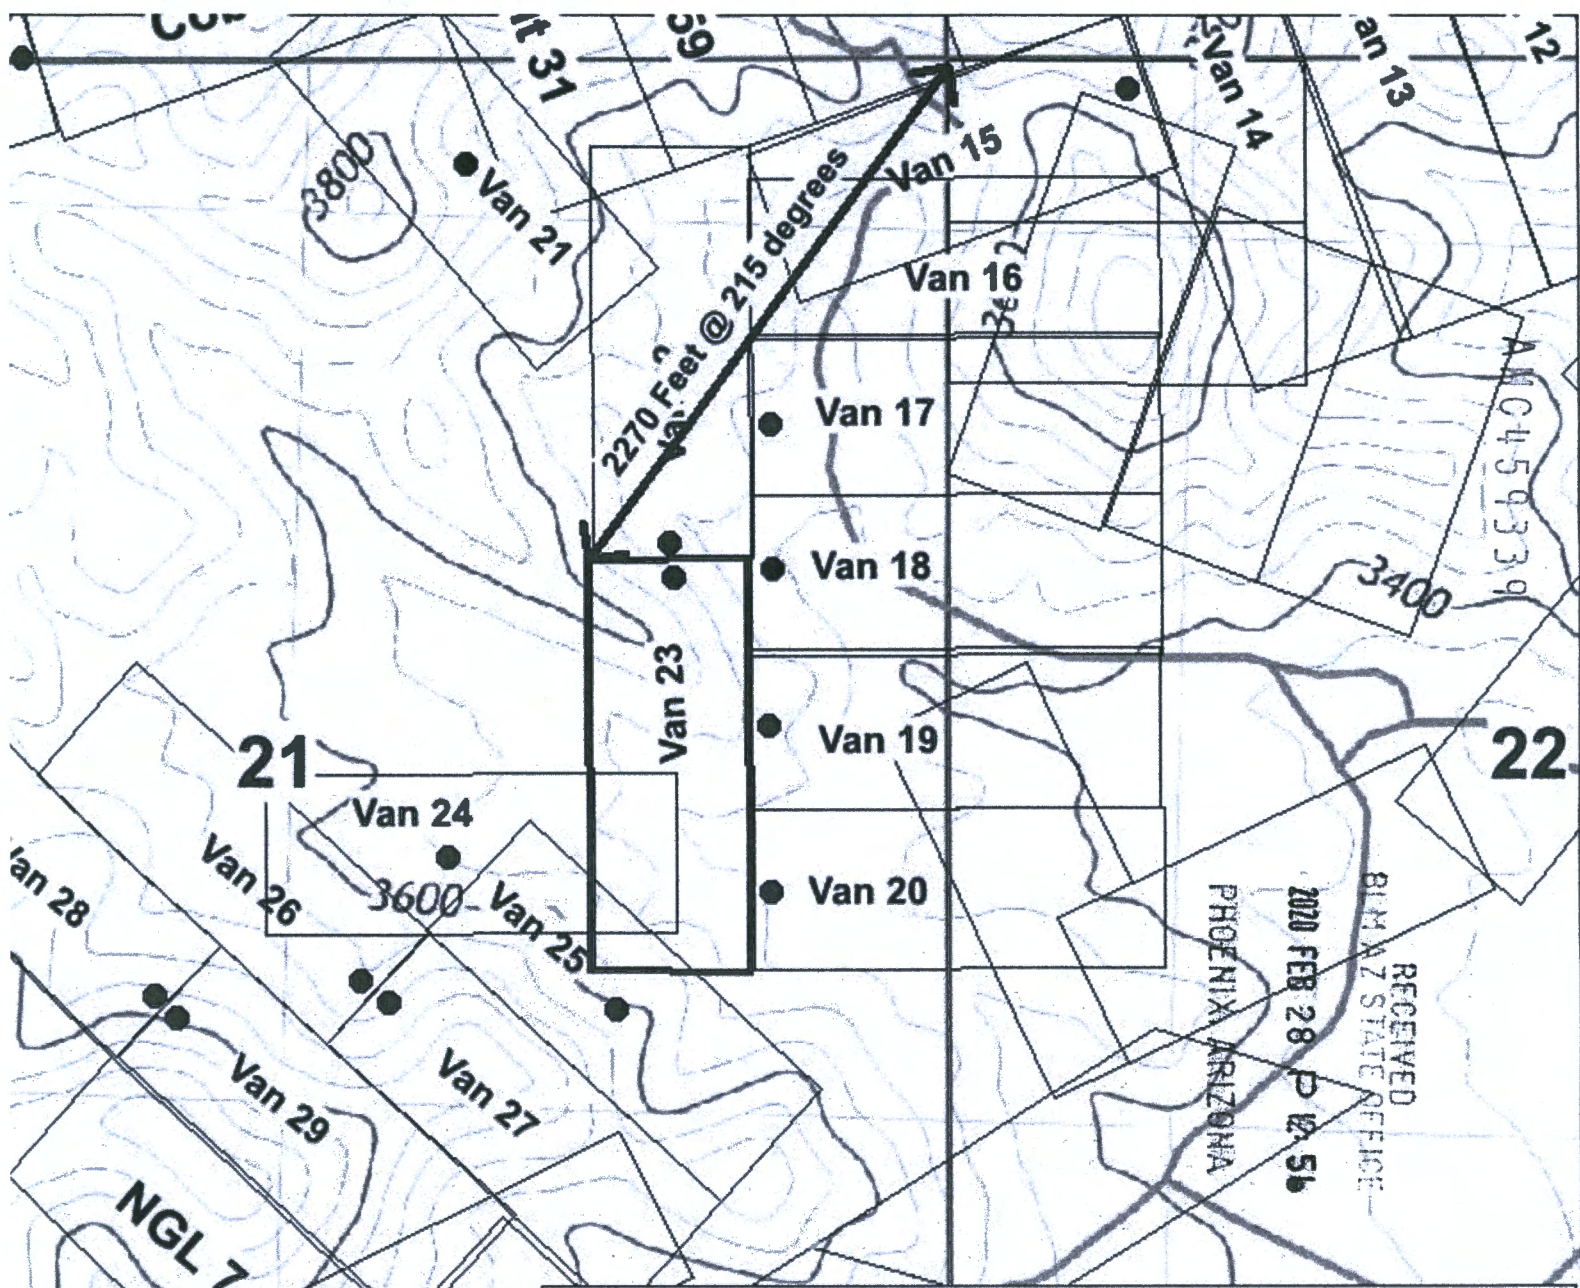 31
59
Van 14
an 13
12
Van 15
3800
Van 21
2270 Feet @ 215 degrees
Van 16
Van 17
AMC459339
Van 18
3400
Van 23
Van 19
21
22
Van 24
Van 26
3600
Van 25
Van 20
an 28
Van 29
Van 27
NGL 7
RECEIVED
BLM AZ STATE OFFICE
2020 FEB 28 P 12:56
PHOENIX, ARIZONA